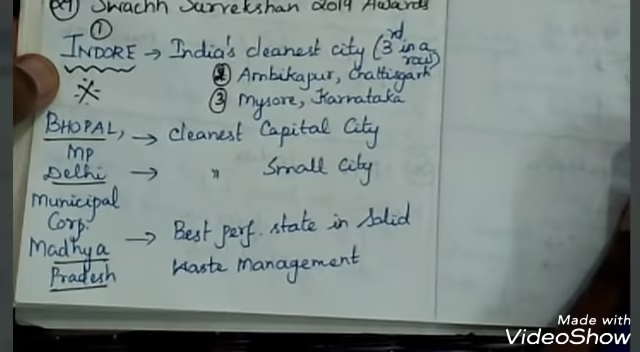 Swachh Survekshan 2019 Awards
①
INDORE → India's cleanest city (3rd in a row)
② Ambikapur, Chattisgarh
③ Mysore, Karnataka
BHOPAL, → cleanest Capital City
MP
Delhi → " Small City
Municipal
Corp.
Madhya → Best perf. state in Solid
Pradesh Waste Management
Made with
VideoShow